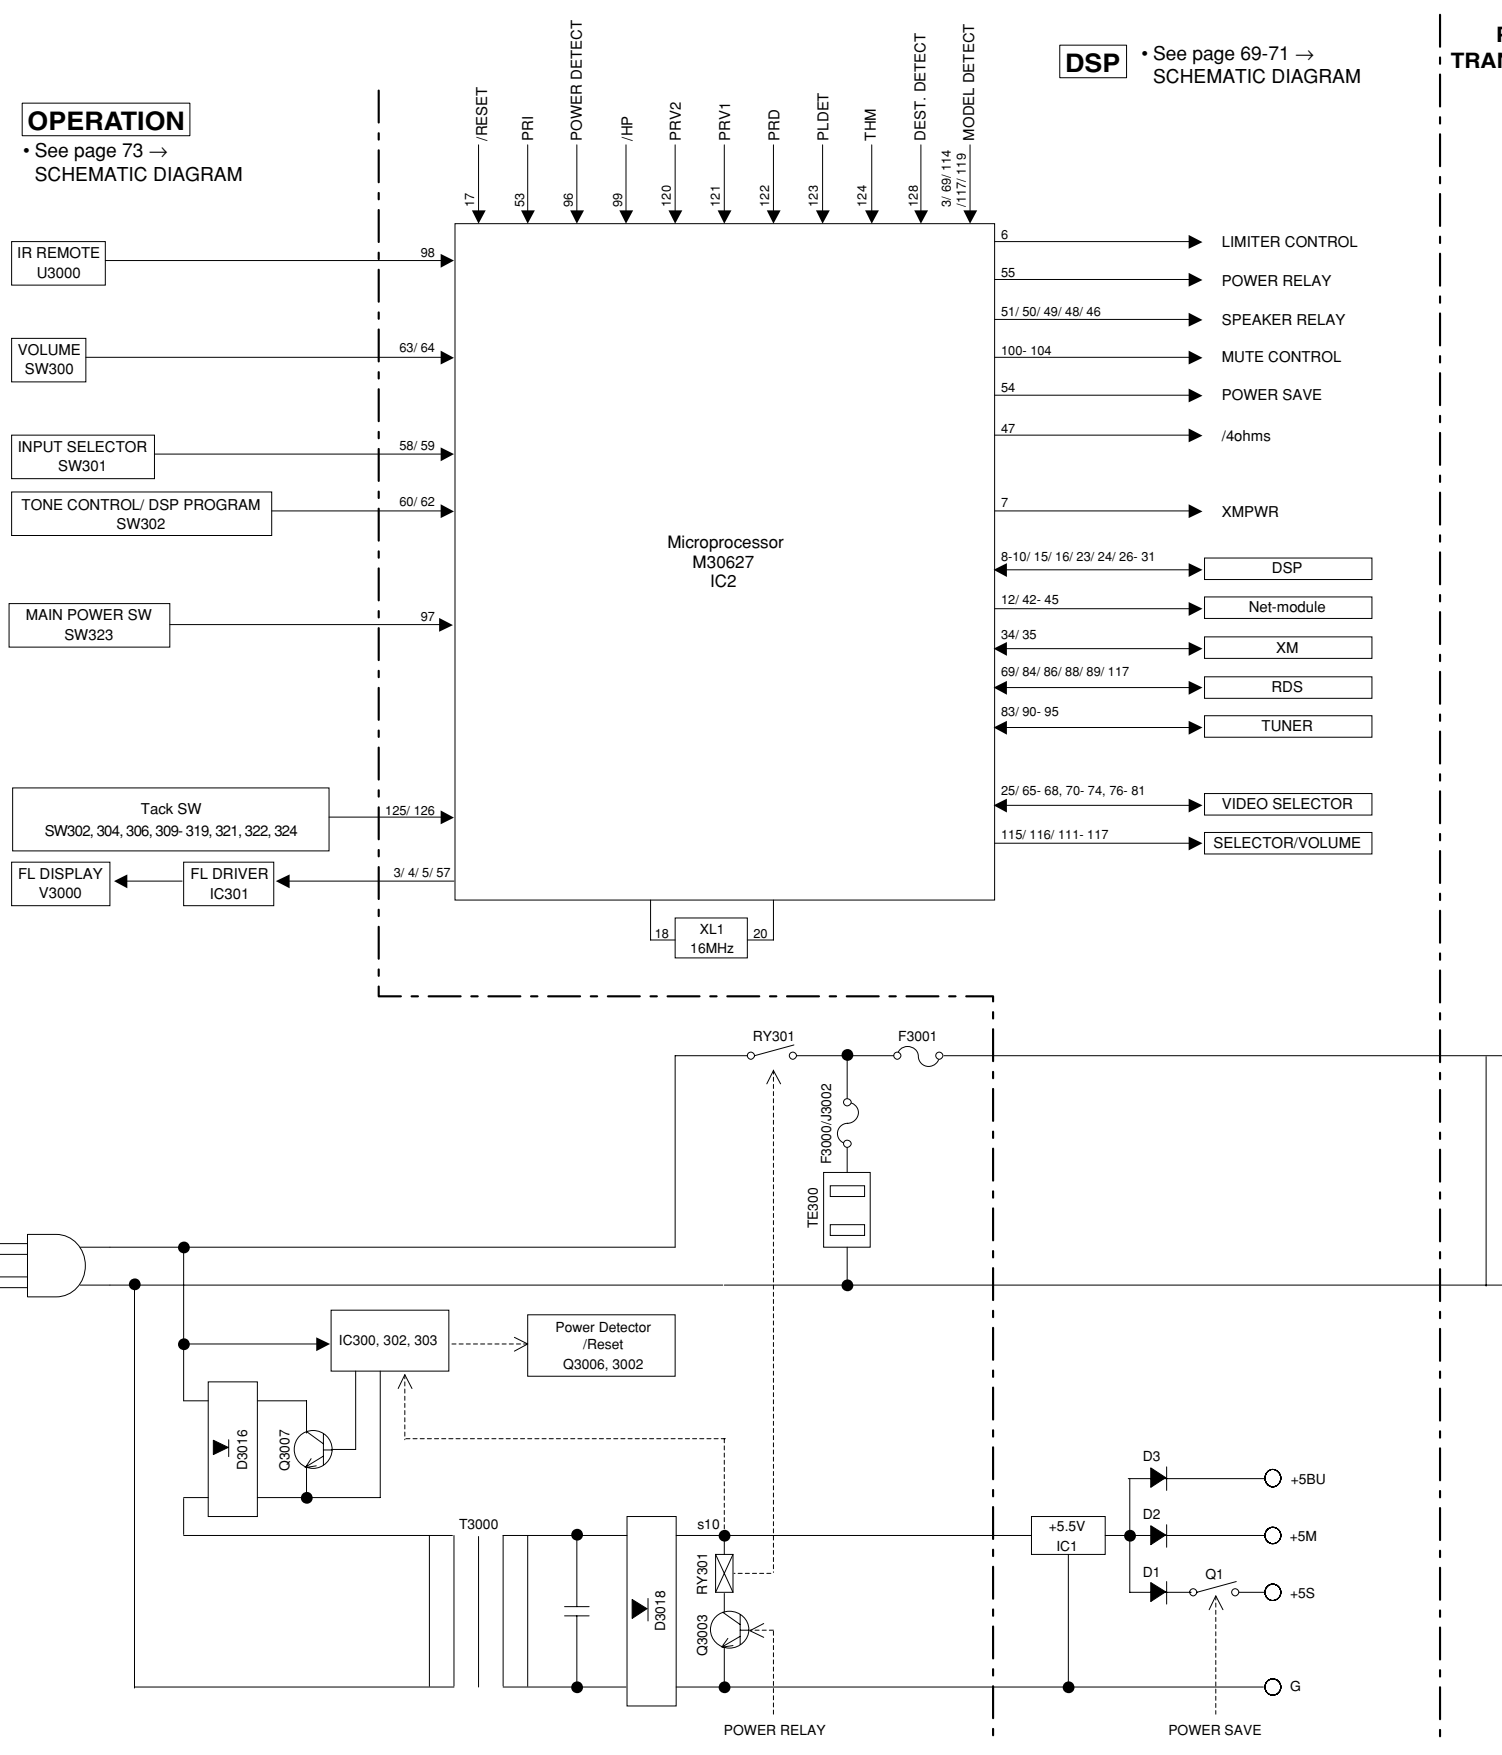 DSP
• See page 69-71 →
SCHEMATIC DIAGRAM
TRAN
OPERATION
• See page 73 →
SCHEMATIC DIAGRAM
/RESET
PRI
POWER DETECT
/HP
PRV2
PRV1
PRD
PLDET
THM
DEST. DETECT
MODEL DETECT
17
53
96
99
120
121
122
123
124
128
3/ 69/ 114
/117/ 119
IR REMOTE
U3000
98
VOLUME
SW300
63/ 64
INPUT SELECTOR
SW301
58/ 59
TONE CONTROL/ DSP PROGRAM
SW302
60/ 62
MAIN POWER SW
SW323
97
Tack SW
SW302, 304, 306, 309- 319, 321, 322, 324
125/ 126
FL DISPLAY
V3000
FL DRIVER
IC301
3/ 4/ 5/ 57
Microprocessor
M30627
IC2
6
LIMITER CONTROL
55
POWER RELAY
51/ 50/ 49/ 48/ 46
SPEAKER RELAY
100- 104
MUTE CONTROL
54
POWER SAVE
47
/4ohms
7
XMPWR
8-10/ 15/ 16/ 23/ 24/ 26- 31
DSP
12/ 42- 45
Net-module
34/ 35
XM
69/ 84/ 86/ 88/ 89/ 117
RDS
83/ 90- 95
TUNER
25/ 65- 68, 70- 74, 76- 81
VIDEO SELECTOR
115/ 116/ 111- 117
SELECTOR/VOLUME
18
XL1
16MHz
20
RY301
F3001
F3000/J3002
TE300
IC300, 302, 303
Power Detector
/Reset
Q3006, 3002
D3016
Q3007
T3000
D3018
s10
RY301
Q3003
POWER RELAY
+5.5V
IC1
D3
+5BU
D2
+5M
D1
Q1
+5S
G
POWER SAVE